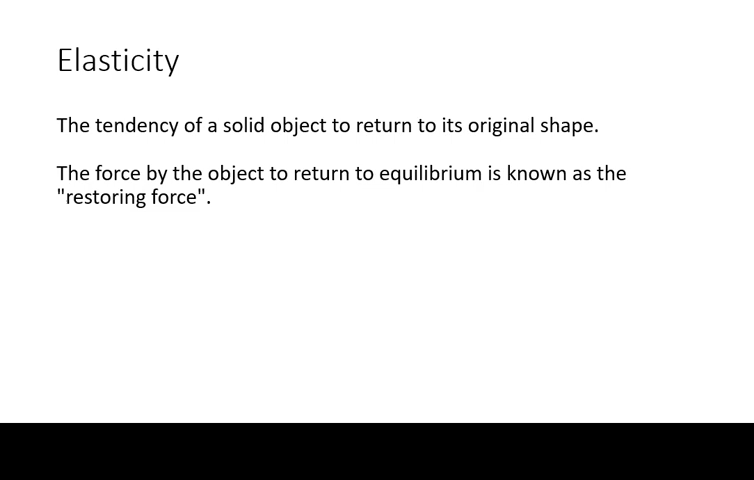 Elasticity
The tendency of a solid object to return to its original shape.
The force by the object to return to equilibrium is known as the
"restoring force".